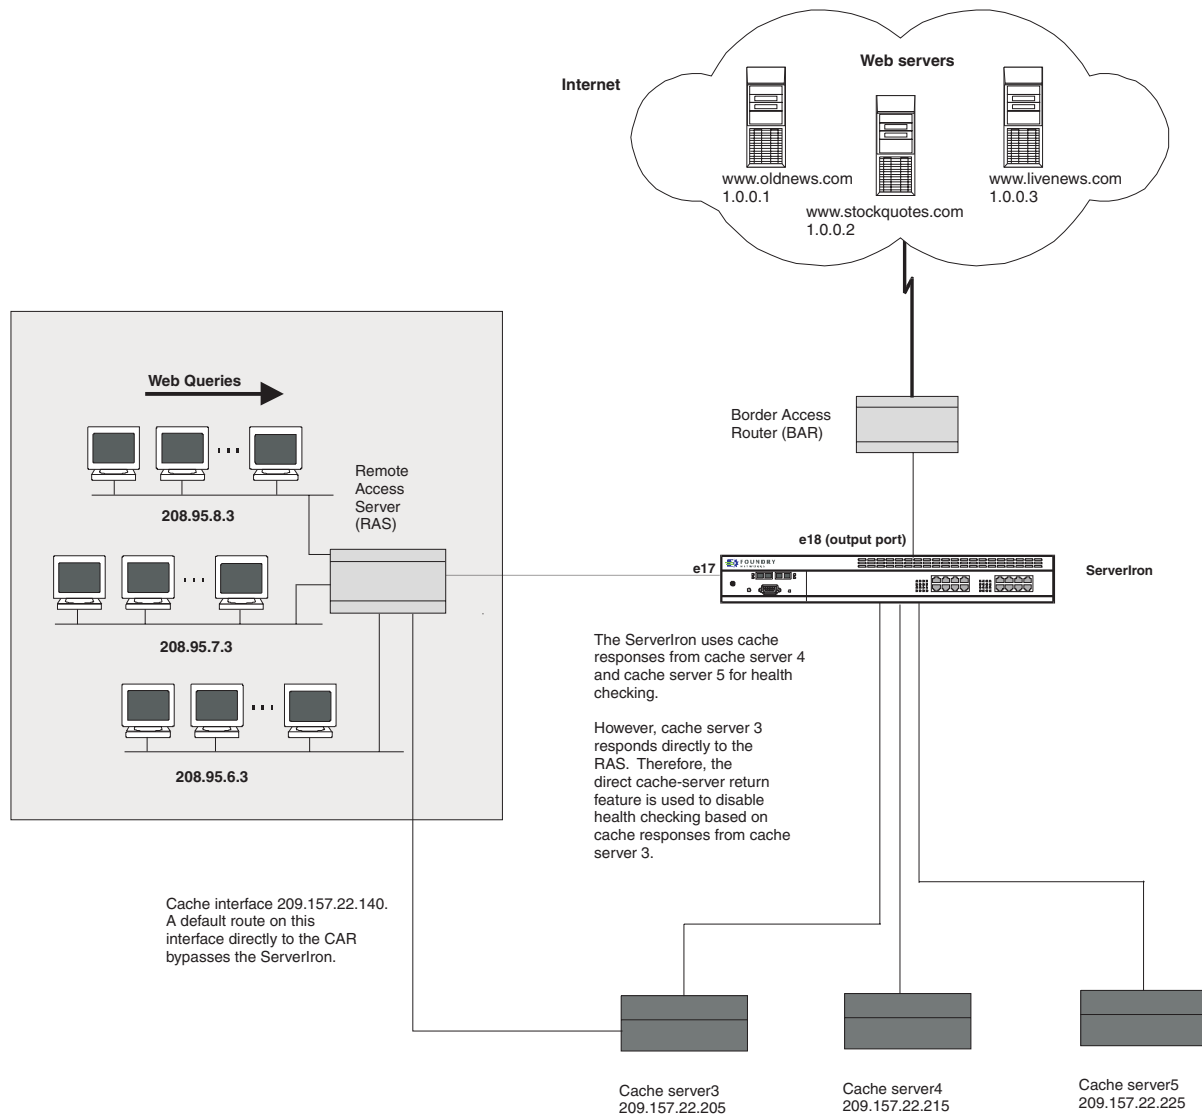 Internet
Web servers
www.oldnews.com
1.0.0.1
www.stockquotes.com
1.0.0.2
www.livenews.com
1.0.0.3
Web Queries
208.95.8.3
208.95.7.3
208.95.6.3
Remote
Access
Server
(RAS)
Border Access
Router (BAR)
e18 (output port)
e17
FOUNDRY
NETWORKS
ServerIron
The ServerIron uses cache
responses from cache server 4
and cache server 5 for health
checking.
However, cache server 3
responds directly to the
RAS. Therefore, the
direct cache-server return
feature is used to disable
health checking based on
cache responses from cache
server 3.
Cache interface 209.157.22.140.
A default route on this
interface directly to the CAR
bypasses the ServerIron.
Cache server3
209.157.22.205
Cache server4
209.157.22.215
Cache server5
209.157.22.225